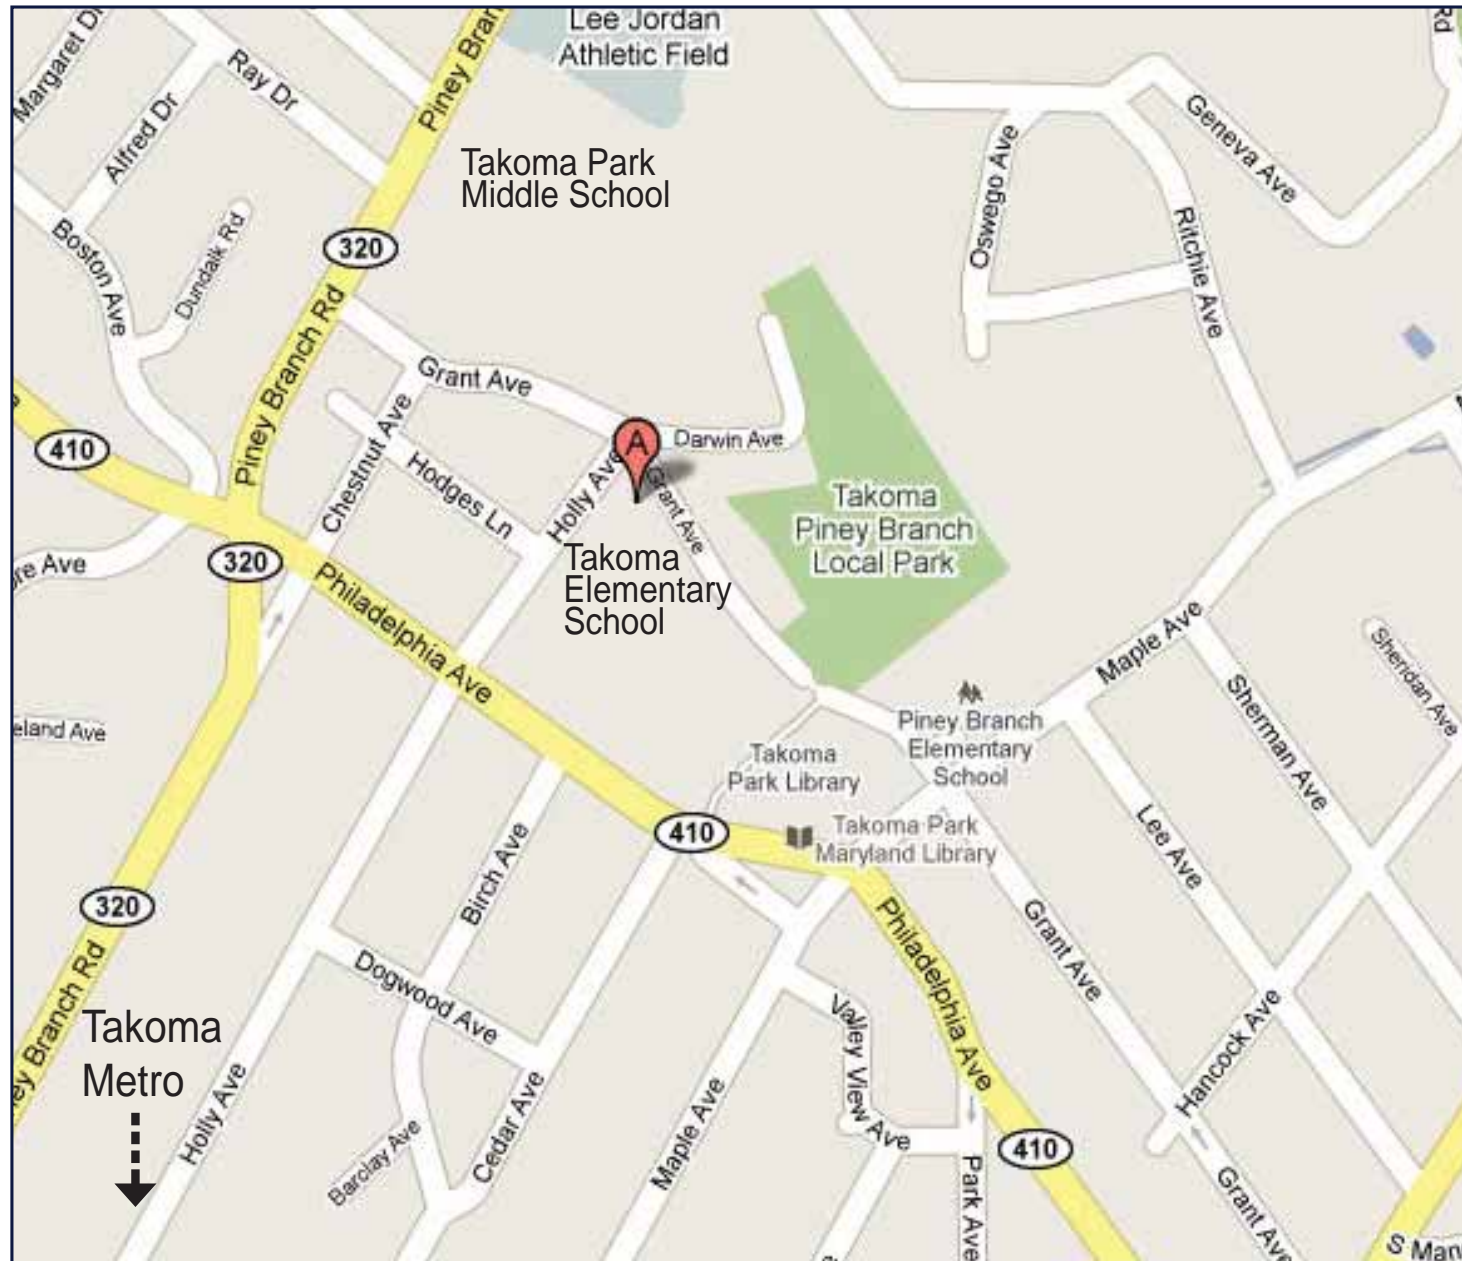 Lee Jordan
Athletic Field
Rd
Margaret Dr
Ray Dr
Piney Bran
Alfred Dr
Geneva Ave
Oswego Ave
Takoma Park
Middle School
Ritchie Ave
Boston Ave
Dundalk Rd
320
Piney Branch Rd
Grant Ave
Chestnut Ave
A
Darwin Ave
410
Hodges Ln
Holly Ave
Grant Ave
Takoma
Piney Branch
Local Park
320
re Ave
Takoma
Elementary
School
Philadelphia Ave
Maple Ave
Sheridan Ave
Sherman Ave
eland Ave
Piney Branch
Elementary
School
Takoma
Park Library
410
Takoma Park
Maryland Library
Lee Ave
Birch Ave
320
Philadelphia Ave
Grant Ave
Dogwood Ave
ey Branch Rd
Valley View Ave
Hancock Ave
Takoma
Metro
Holly Ave
Barclay Ave
Cedar Ave
Maple Ave
410
Park Ave
Grant Ave
S Man